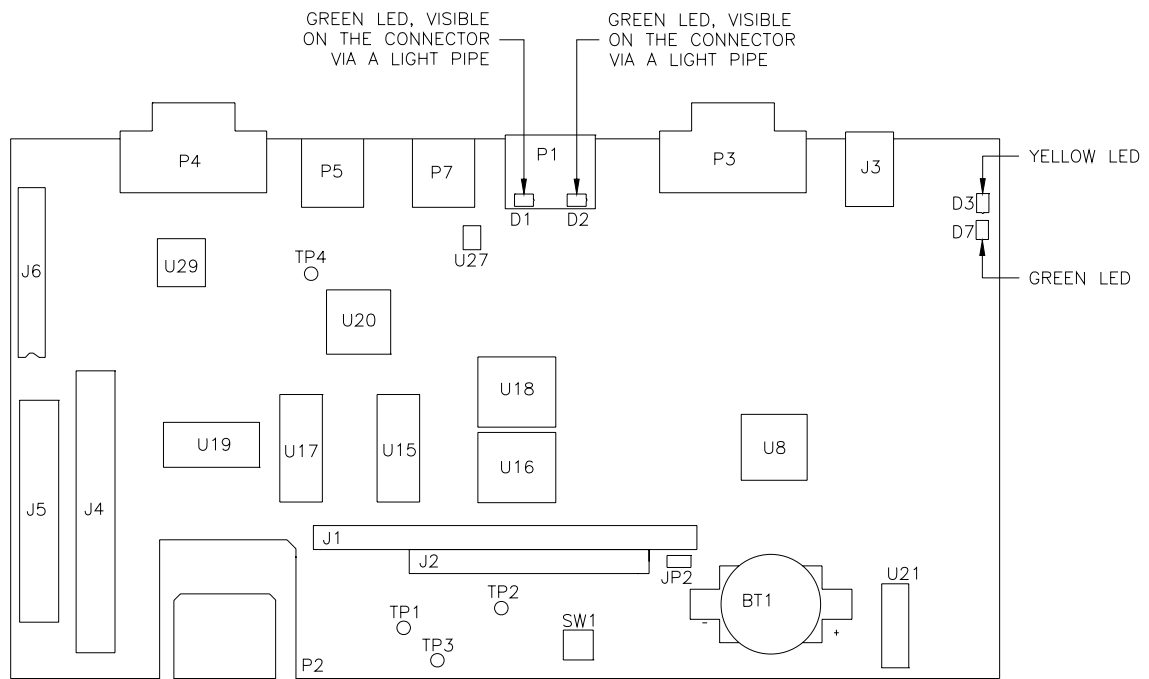 GREEN LED, VISIBLE
ON THE CONNECTOR
VIA A LIGHT PIPE
GREEN LED, VISIBLE
ON THE CONNECTOR
VIA A LIGHT PIPE
P4
P5
P7
P1
P3
J3
YELLOW LED
D3
D1
D2
D7
GREEN LED
J6
U29
TP4
U27
U20
U18
U19
U17
U15
U16
U8
J5
J4
J1
J2
JP2
U21
TP2
TP1
SW1
BT1
-
+
TP3
P2